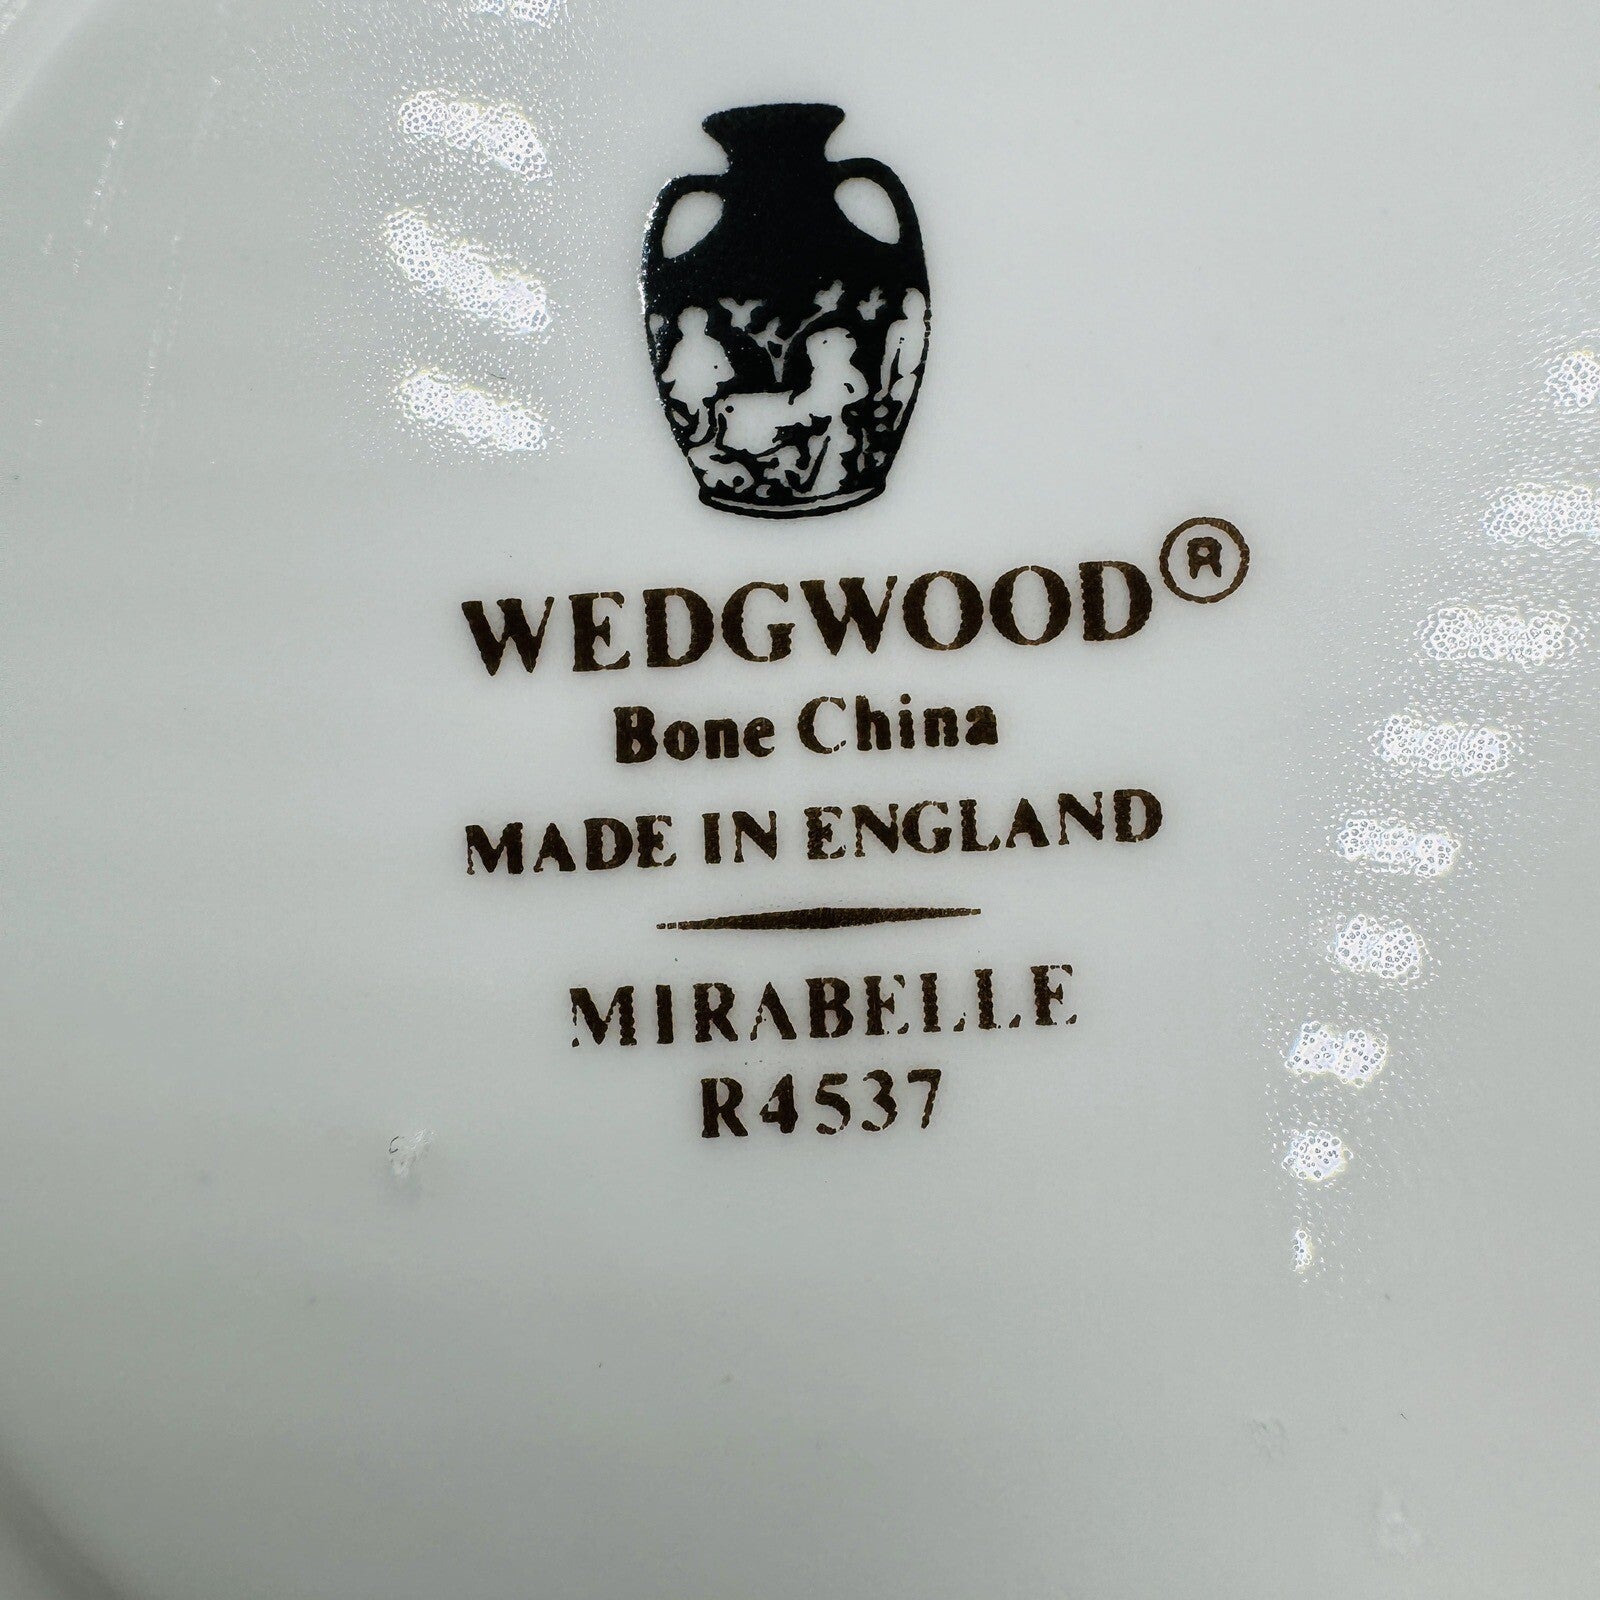 WEDGWOOD®
Bone China
MADE IN ENGLAND
MIRABELLE
R4537